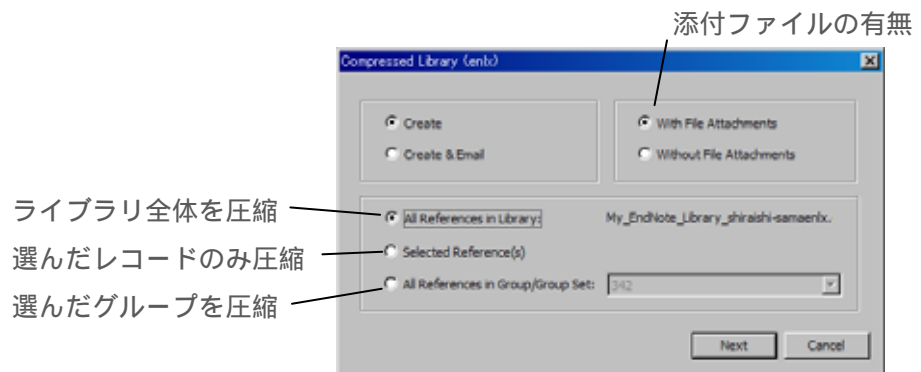 添付ファイルの有無
Compressed Library (enlx)
Create
With File Attachments
Create & Email
Without File Attachments
ライブラリ全体を圧縮
All References in Library:
My_EndNote_Library_shiraishi-samaenlx.
選んだレコードのみ圧縮
Selected Reference(s)
選んだグループを圧縮
All References in Group/Group Set:
342
Next
Cancel